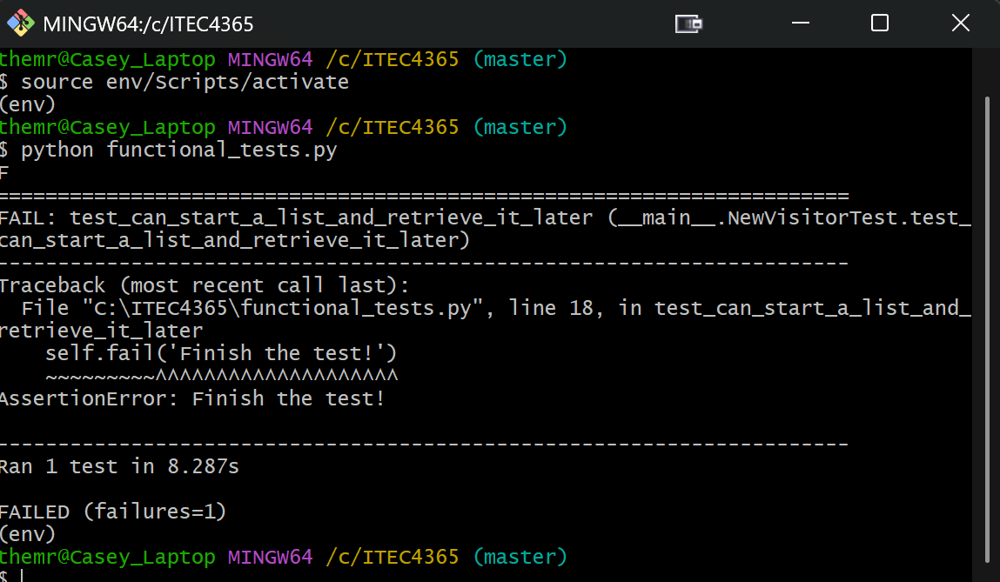 MINGW64:/c/ITEC4365
themr@Casey_Laptop MINGW64 /c/ITEC4365 (master)
$ source env/Scripts/activate
(env)
themr@Casey_Laptop MINGW64 /c/ITEC4365 (master)
$ python functional_tests.py
F
======================================================================
FAIL: test_can_start_a_list_and_retrieve_it_later (__main__.NewVisitorTest.test_
can_start_a_list_and_retrieve_it_later)
----------------------------------------------------------------------
Traceback (most recent call last):
  File "C:\ITEC4365\functional_tests.py", line 18, in test_can_start_a_list_and_
retrieve_it_later
    self.fail('Finish the test!')
    ~~~~~~~~~^^^^^^^^^^^^^^^^^^^^
AssertionError: Finish the test!

----------------------------------------------------------------------
Ran 1 test in 8.287s

FAILED (failures=1)
(env)
themr@Casey_Laptop MINGW64 /c/ITEC4365 (master)
$